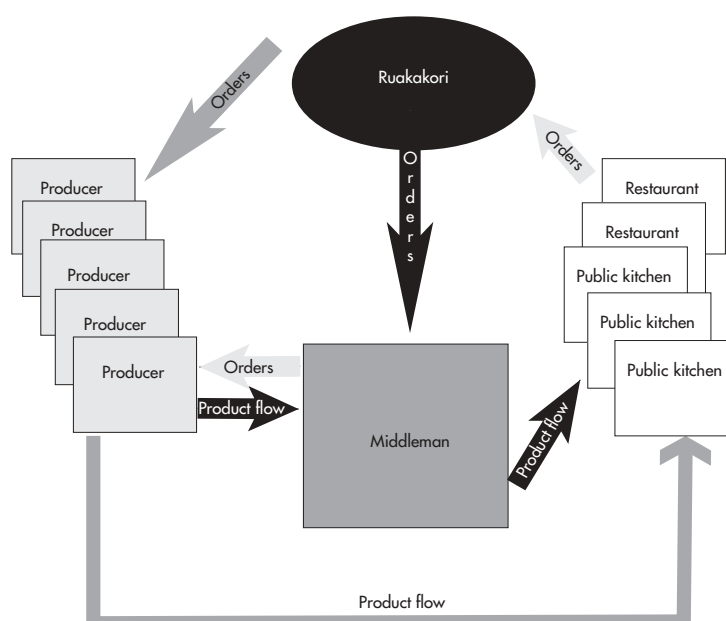 Ruakakori
Orders
Orders
Orders
Producer
Producer
Producer
Producer
Producer
Restaurant
Restaurant
Public kitchen
Public kitchen
Public kitchen
Orders
Product flow
Middleman
Product flow
Product flow